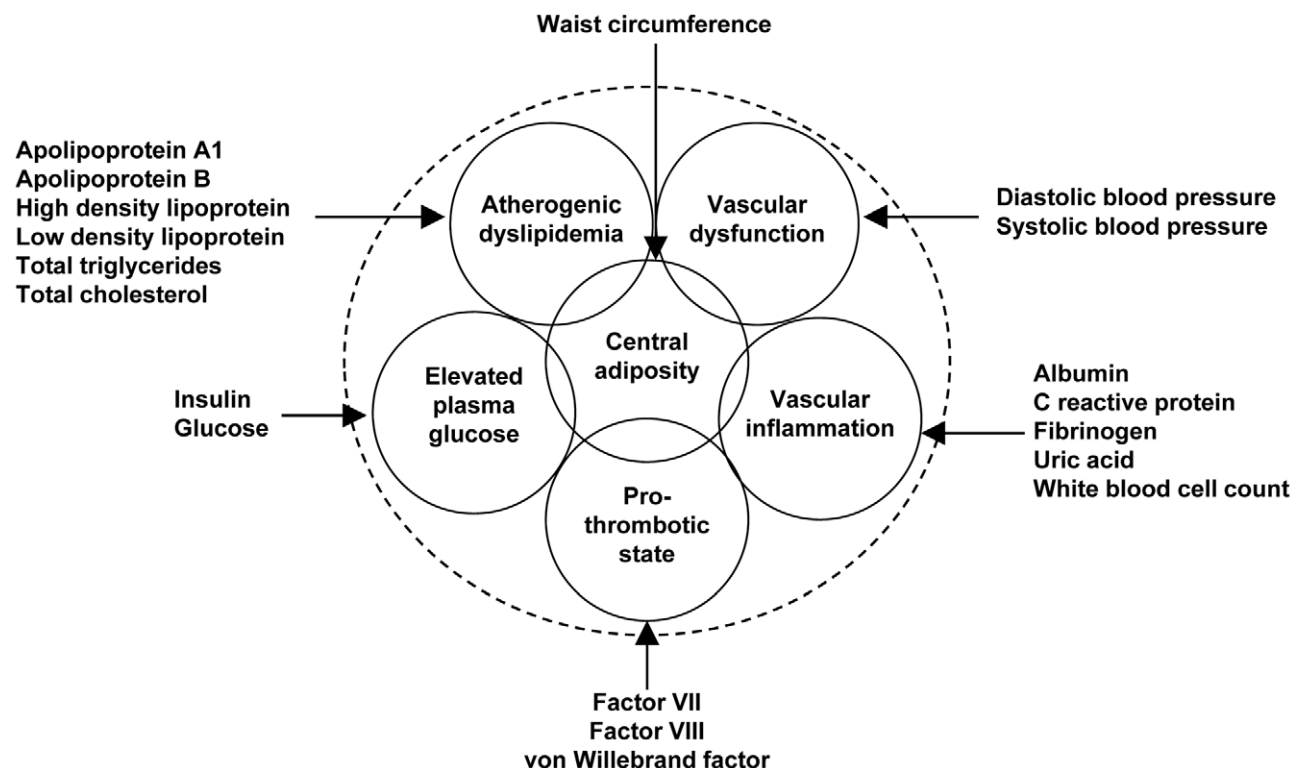 Waist circumference
Apolipoprotein A1
Apolipoprotein B
High density lipoprotein
Low density lipoprotein
Total triglycerides
Total cholesterol
Atherogenic
dyslipidemia
Vascular
dysfunction
Diastolic blood pressure
Systolic blood pressure
Central
adiposity
Insulin
Glucose
Elevated
plasma
glucose
Vascular
inflammation
Albumin
C reactive protein
Fibrinogen
Uric acid
White blood cell count
Pro-
thrombotic
state
Factor VII
Factor VIII
von Willebrand factor